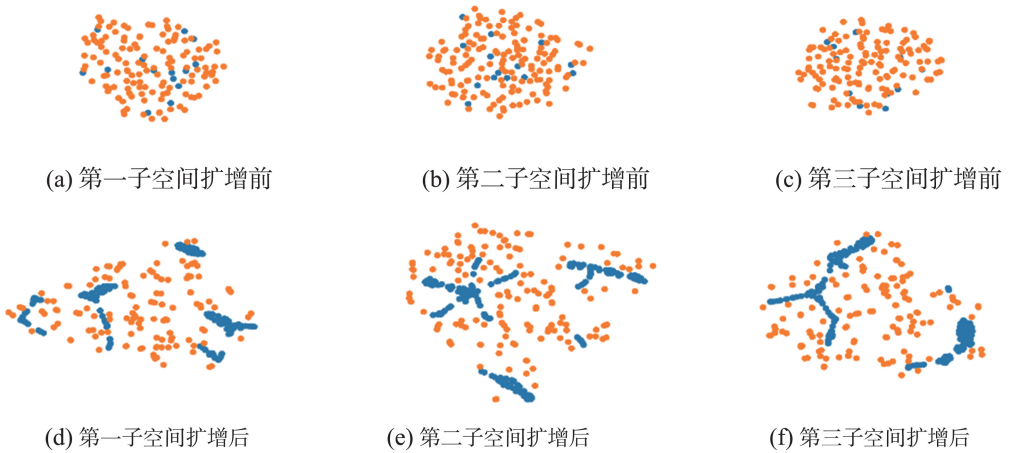 (a) 第一子空间扩增前
(b) 第二子空间扩增前
(c) 第三子空间扩增前
(d) 第一子空间扩增后
(e) 第二子空间扩增后
(f) 第三子空间扩增后